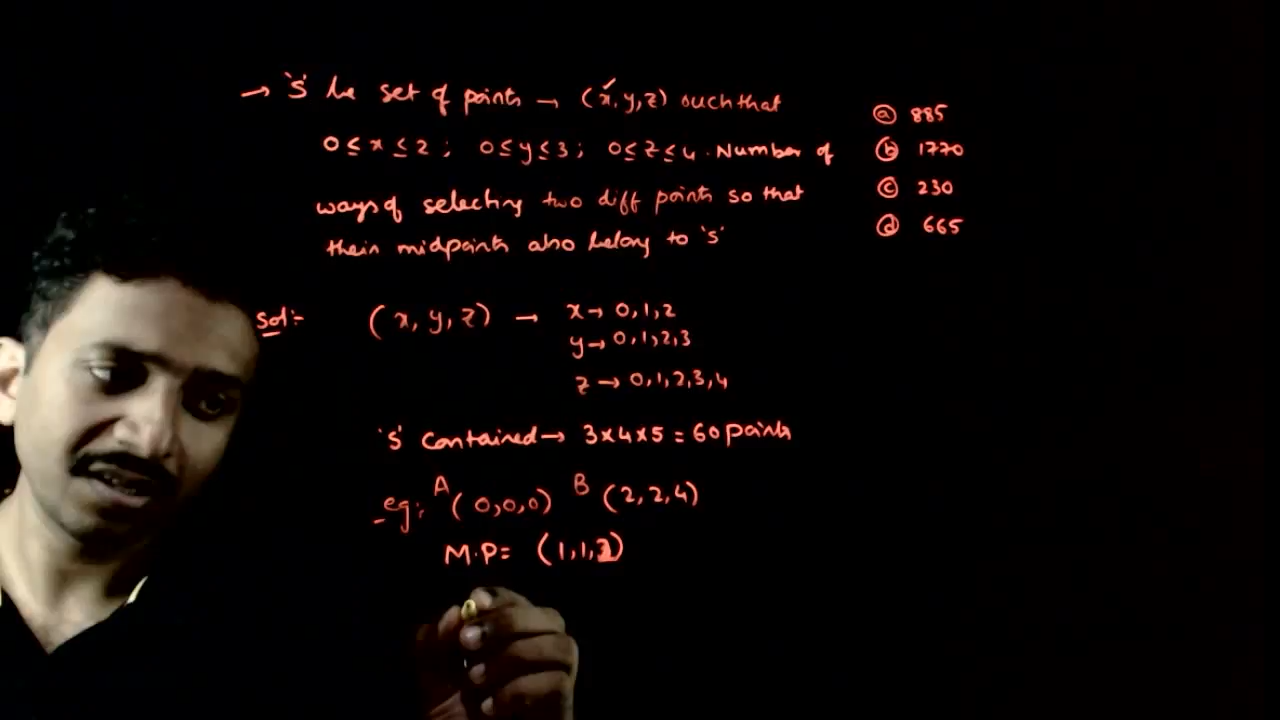 → 'S' be set of points → (x, y, z) such that
0 ≤ x ≤ 2 ; 0 ≤ y ≤ 3 ; 0 ≤ z ≤ 4 . Number of
ways of selecting two diff points so that
their midpoints also belong to 's'
ⓐ 885
ⓑ 1770
ⓒ 230
ⓓ 665
Sol:- (x, y, z) → x → 0, 1, 2
y → 0, 1, 2, 3
z → 0, 1, 2, 3, 4
'S' contained → 3×4×5 = 60 points
eg:- A (0,0,0) B (2, 2, 4)
M.P = (1, 1, 2)